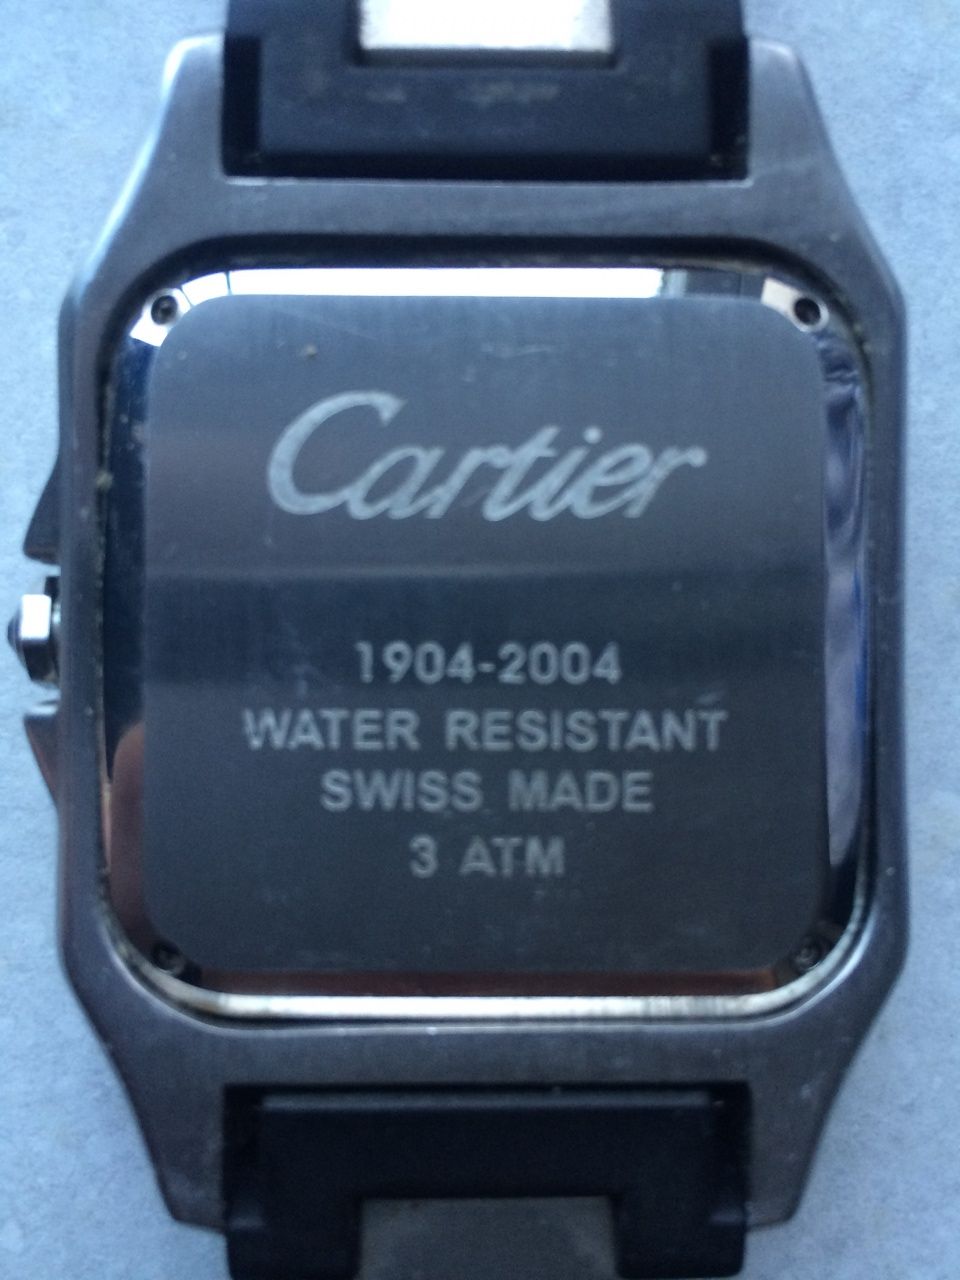 Cartier
1904-2004
WATER RESISTANT
SWISS MADE
3 ATM